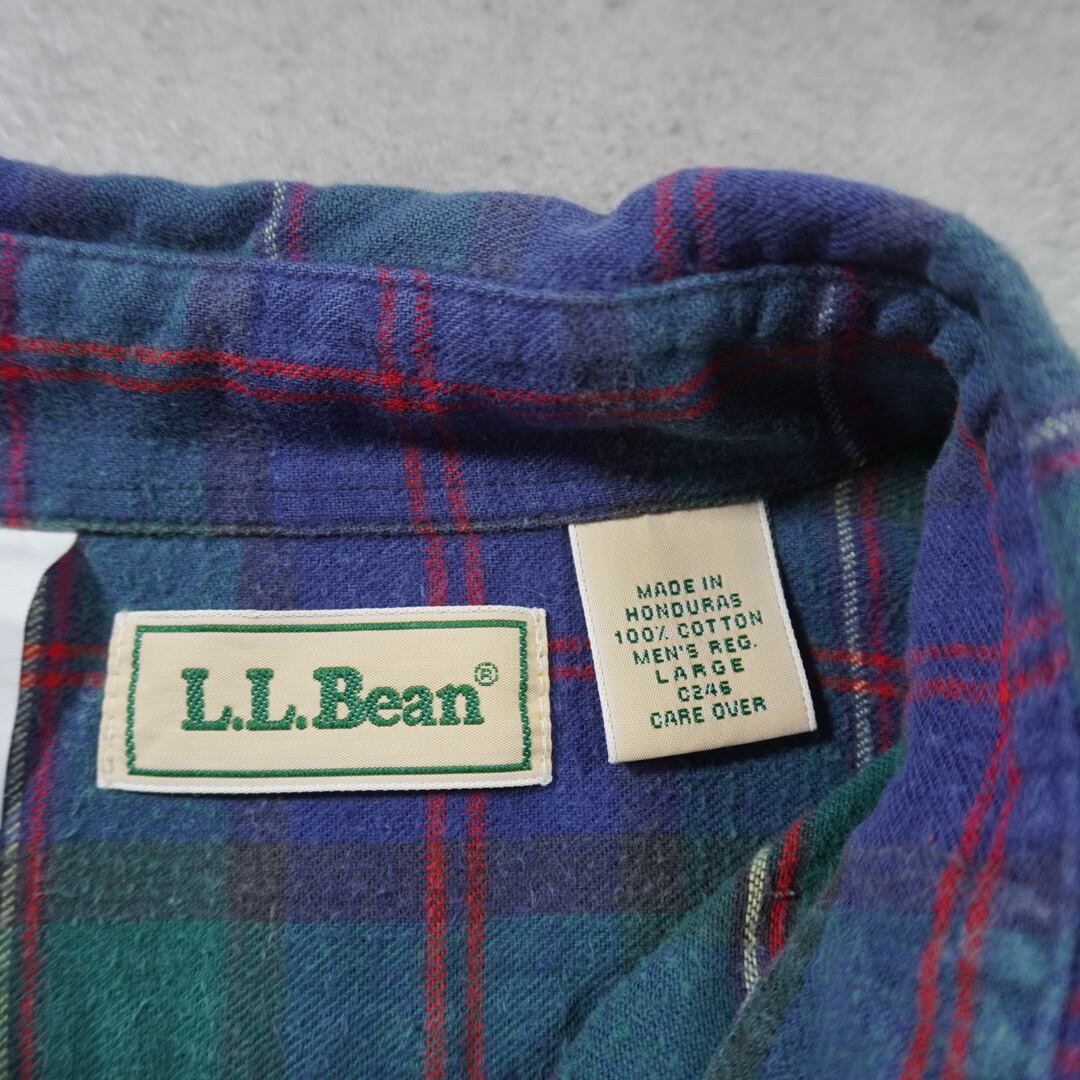 L.L.Bean®
MADE IN
HONDURAS
100% COTTON
MEN'S REG.
LARGE
C246
CARE OVER